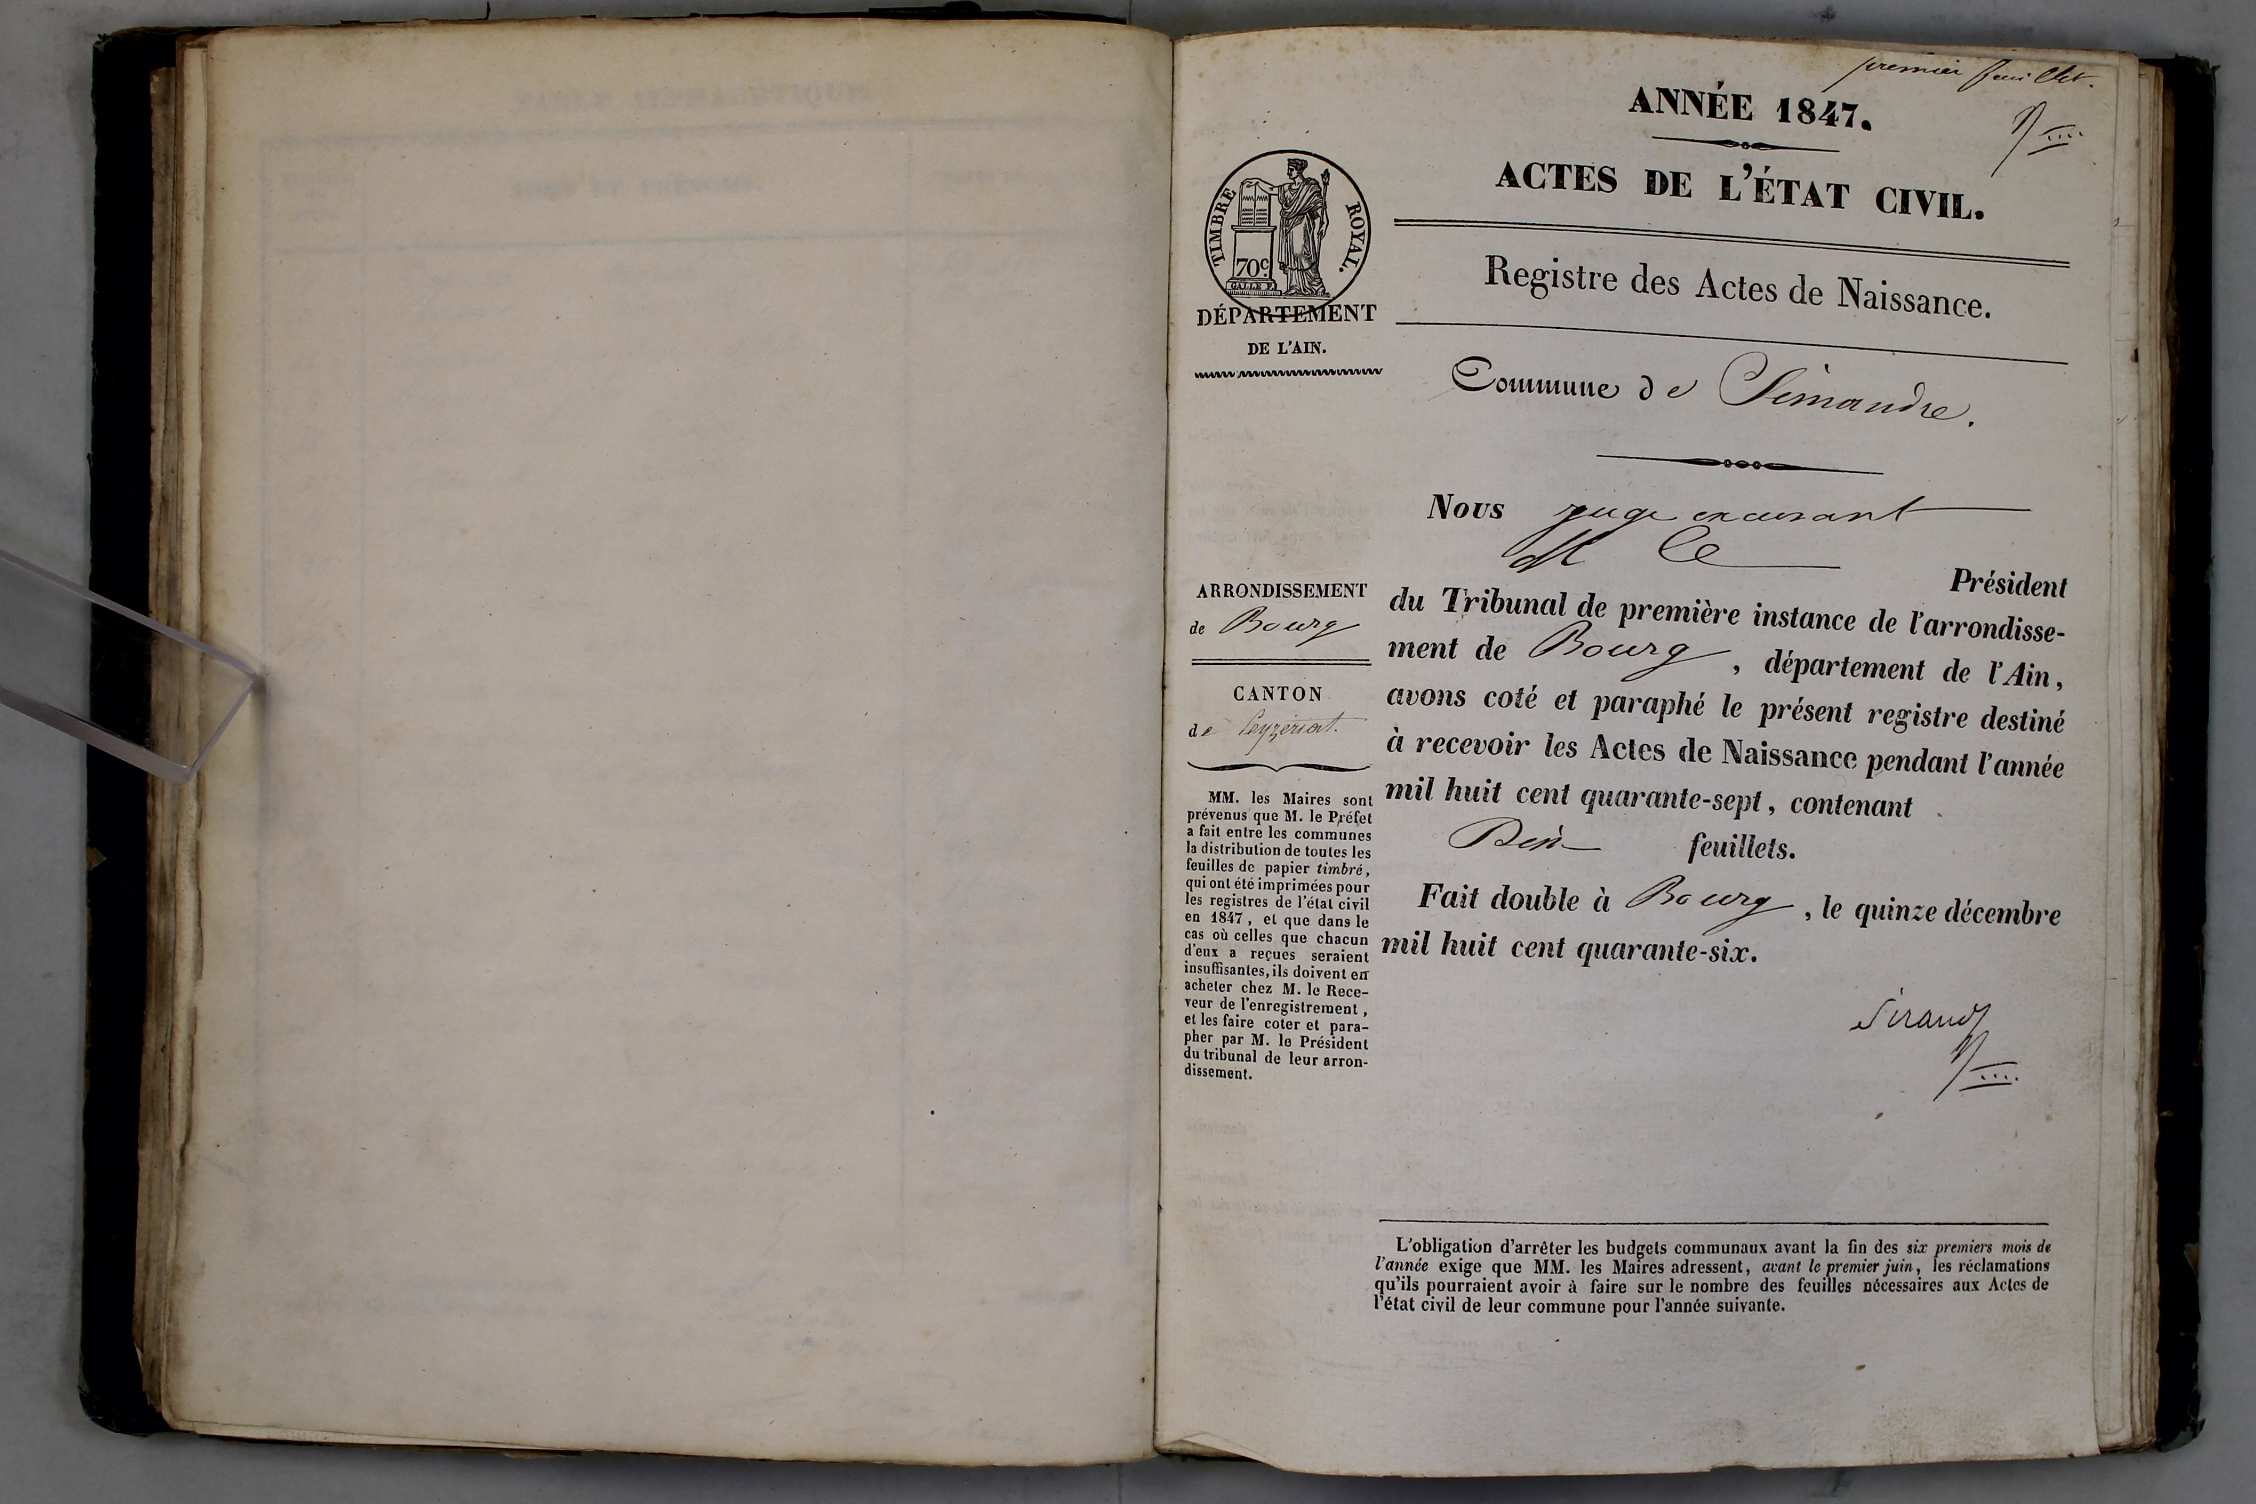 premier feuillet.
ANNÉE 1847.
ACTES DE L'ÉTAT CIVIL.
TIMBRE ROYAL.
70c.
DÉPARTEMENT
DE L'AIN.
Registre des Actes de Naissance.
Commune de Simandre.
Nous juge excusant
M le
Président
du Tribunal de première instance de l'arrondisse-
ment de Bourg, département de l'Ain,
avons coté et paraphé le présent registre destiné
à recevoir les Actes de Naissance pendant l'année
mil huit cent quarante-sept, contenant
feuillets.
Fait double à Bourg, le quinze décembre
mil huit cent quarante-six.
Sirand
ARRONDISSEMENT
de Bourg
CANTON
de Ceyzériat.
MM. les Maires sont
prévenus que M. le Préfet
a fait entre les communes
la distribution de toutes les
feuilles de papier timbré,
qui ont été imprimées pour
les registres de l'état civil
en 1847, et que dans le
cas où celles que chacun
d'eux a reçues seraient
insuffisantes, ils doivent en
acheter chez M. le Rece-
veur de l'enregistrement,
et les faire coter et para-
pher par M. le Président
du tribunal de leur arron-
dissement.
L'obligation d'arrêter les budgets communaux avant la fin des six premiers mois de
l'année exige que MM. les Maires adressent, avant le premier juin, les réclamations
qu'ils pourraient avoir à faire sur le nombre des feuilles nécessaires aux Actes de
l'état civil de leur commune pour l'année suivante.